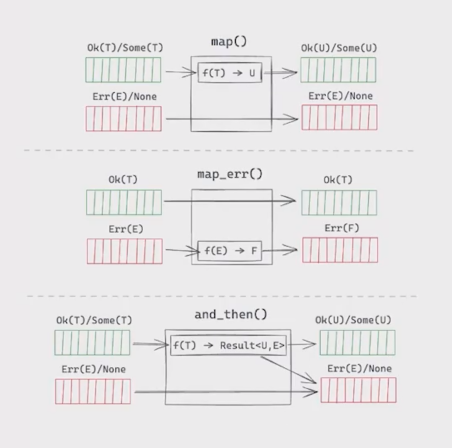 map()
Ok(T)/Some(T)
Ok(U)/Some(U)
f(T) → U
Err(E)/None
Err(E)/None
map_err()
Ok(T)
Ok(T)
Err(E)
Err(F)
f(E) → F
and_then()
Ok(T)/Some(T)
Ok(U)/Some(U)
f(T) → Result<U,E>
Err(E)/None
Err(E)/None